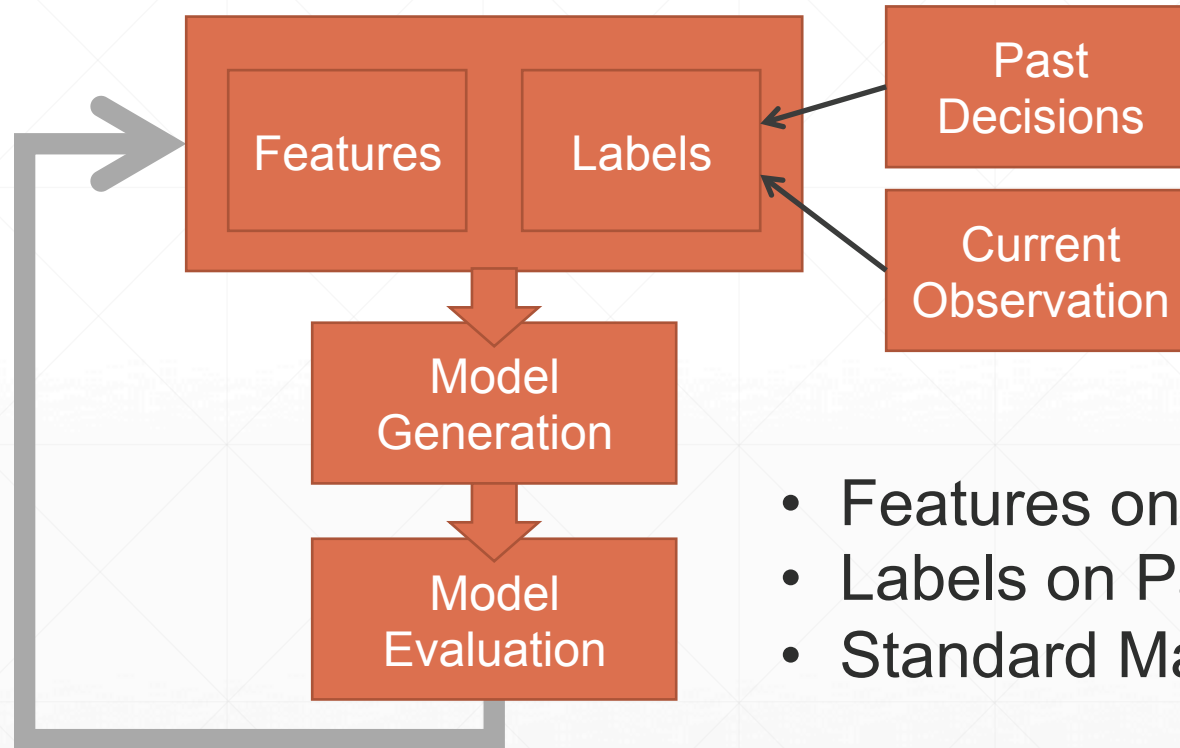 Past
Decisions
Features
Labels
Current
Observation
Model
Generation
Model
Evaluation
• Features on
• Labels on
• Standard